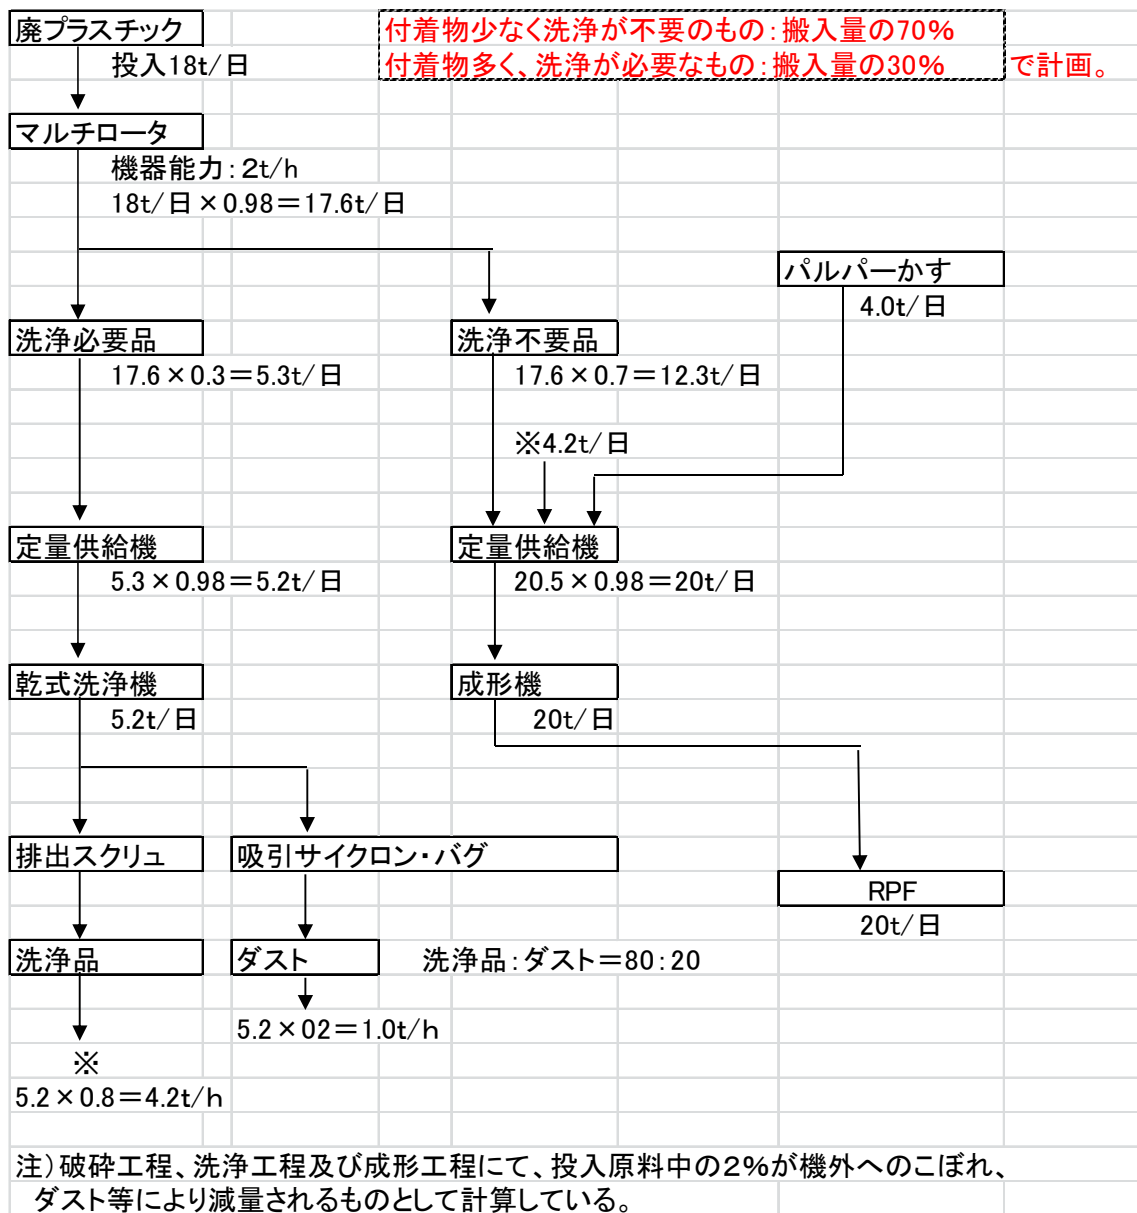 廃プラスチック
投入18t/日
付着物少なく洗浄が不要のもの:搬入量の70%
付着物多く、洗浄が必要なもの:搬入量の30%
で計画。
マルチロータ
機器能力:2t/h
18t/日×0.98=17.6t/日
パルパーかす
4.0t/日
洗浄必要品
17.6×0.3=5.3t/日
洗浄不要品
17.6×0.7=12.3t/日
※4.2t/日
定量供給機
5.3×0.98=5.2t/日
定量供給機
20.5×0.98=20t/日
乾式洗浄機
5.2t/日
成形機
20t/日
排出スクリュ
吸引サイクロン・バグ
RPF
20t/日
洗浄品
ダスト
洗浄品:ダスト=80:20
5.2×02=1.0t/h
※
5.2×0.8=4.2t/h
注)破砕工程、洗浄工程及び成形工程にて、投入原料中の2%が機外へのこぼれ、
ダスト等により減量されるものとして計算している。